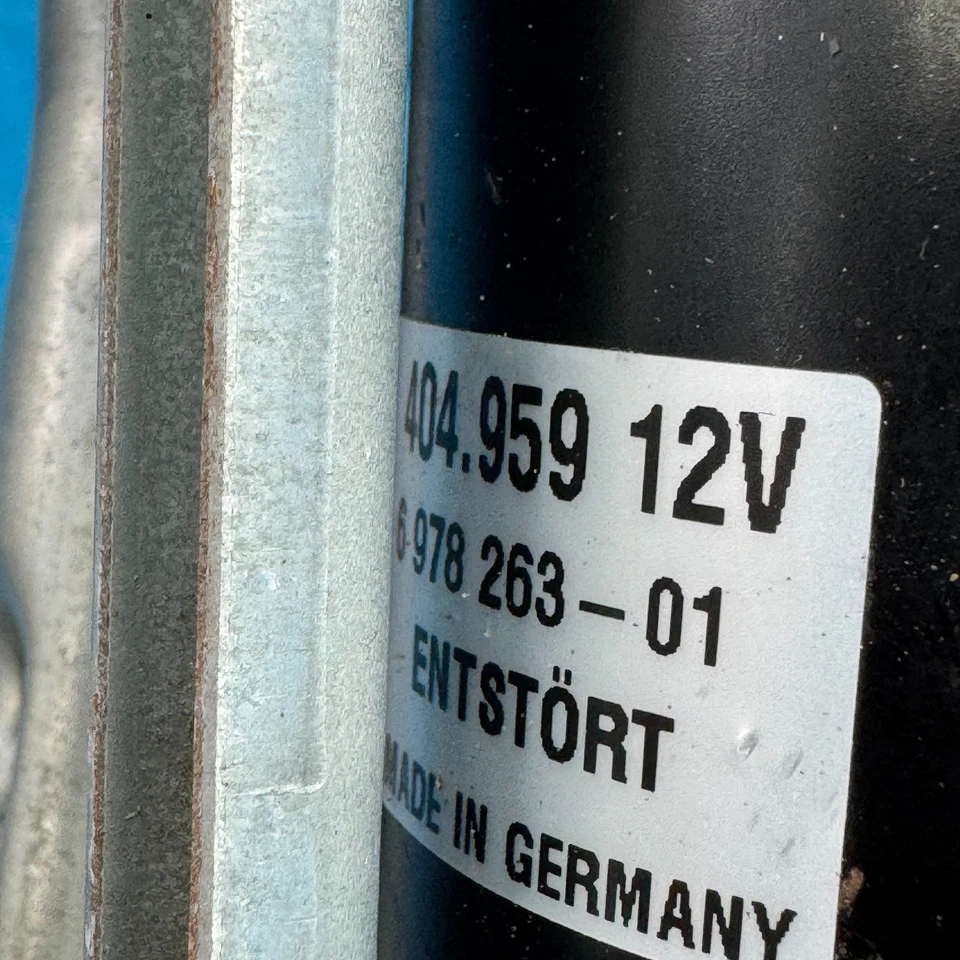 404.959 12V
6 978 263 – 01
ENTSTÖRT
MADE IN GERMANY